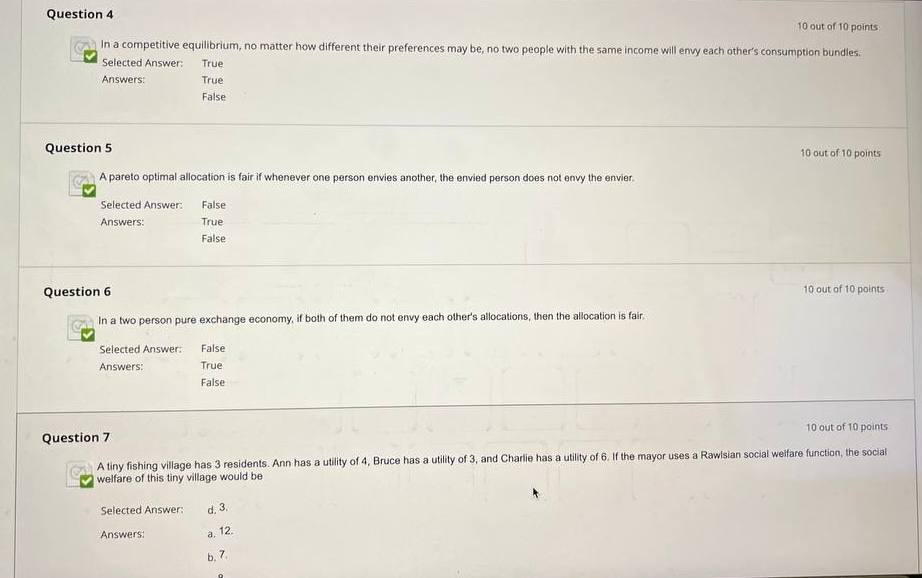 Question 4
10 out of 10 points
In a competitive equilibrium, no matter how different their preferences may be, no two people with the same income will envy each other's consumption bundles.
Selected Answer: True
Answers: True
False
Question 5
10 out of 10 points
A pareto optimal allocation is fair if whenever one person envies another, the envied person does not envy the envier.
Selected Answer: False
Answers: True
False
Question 6
10 out of 10 points
In a two person pure exchange economy, if both of them do not envy each other's allocations, then the allocation is fair.
Selected Answer: False
Answers: True
False
Question 7
10 out of 10 points
A tiny fishing village has 3 residents. Ann has a utility of 4, Bruce has a utility of 3, and Charlie has a utility of 6. If the mayor uses a Rawlsian social welfare function, the social
welfare of this tiny village would be
Selected Answer: d. 3.
Answers: a. 12.
b. 7.